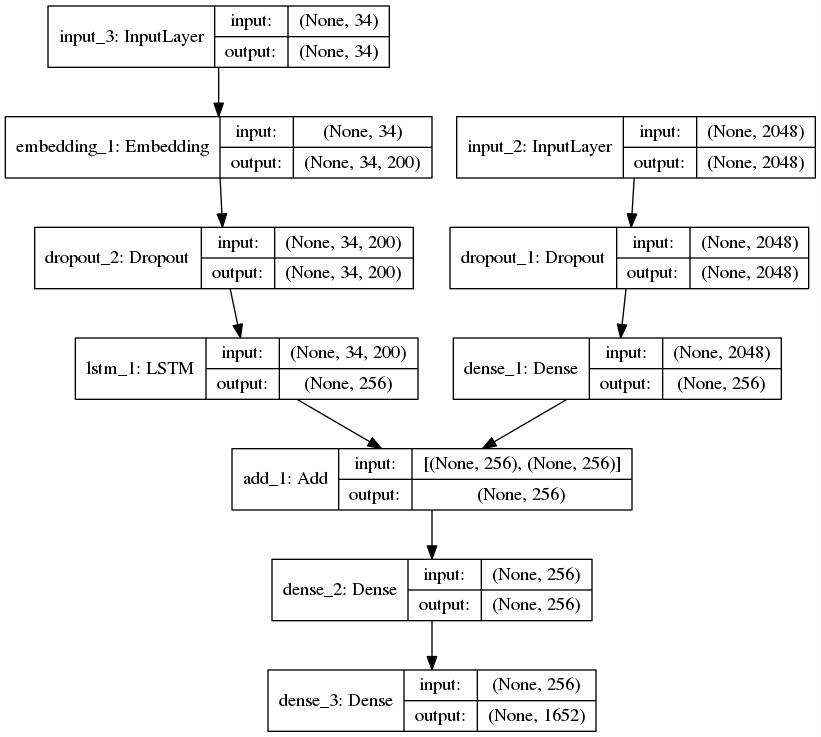 input_3: InputLayer
input: (None, 34)
output: (None, 34)
embedding_1: Embedding
input: (None, 34)
output: (None, 34, 200)
input_2: InputLayer
input: (None, 2048)
output: (None, 2048)
dropout_2: Dropout
input: (None, 34, 200)
output: (None, 34, 200)
dropout_1: Dropout
input: (None, 2048)
output: (None, 2048)
lstm_1: LSTM
input: (None, 34, 200)
output: (None, 256)
dense_1: Dense
input: (None, 2048)
output: (None, 256)
add_1: Add
input: [(None, 256), (None, 256)]
output: (None, 256)
dense_2: Dense
input: (None, 256)
output: (None, 256)
dense_3: Dense
input: (None, 256)
output: (None, 1652)